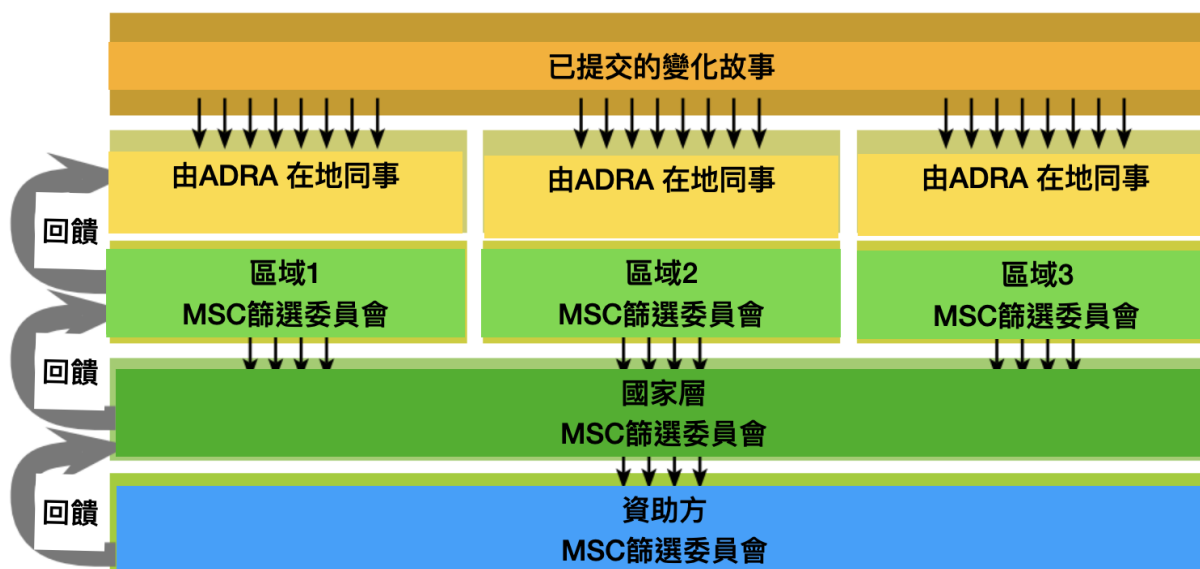 已提交的變化故事
由ADRA 在地同事
由ADRA 在地同事
由ADRA 在地同事
回饋
區域1
MSC篩選委員會
區域2
MSC篩選委員會
區域3
MSC篩選委員會
回饋
國家層
MSC篩選委員會
回饋
資助方
MSC篩選委員會